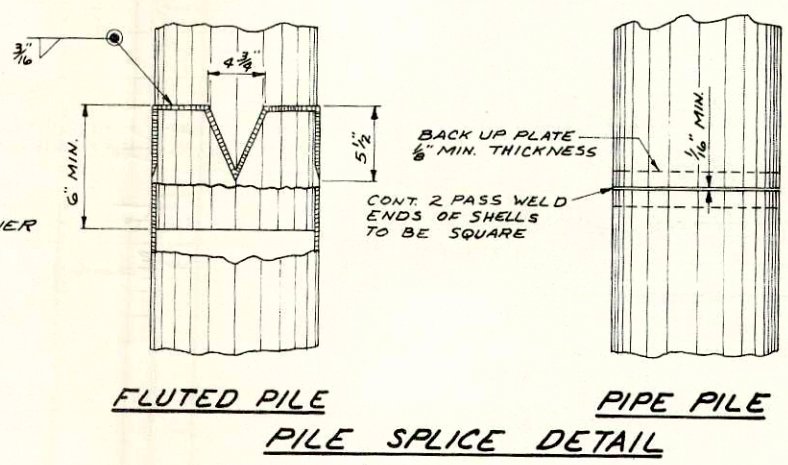 3/16"
4 3/4"
6" MIN.
5 1/2"
BACK UP PLATE
1/8" MIN. THICKNESS
1/16" MIN.
CONT. 2 PASS WELD
ENDS OF SHELLS
TO BE SQUARE
FLUTED PILE
PIPE PILE
PILE SPLICE DETAIL